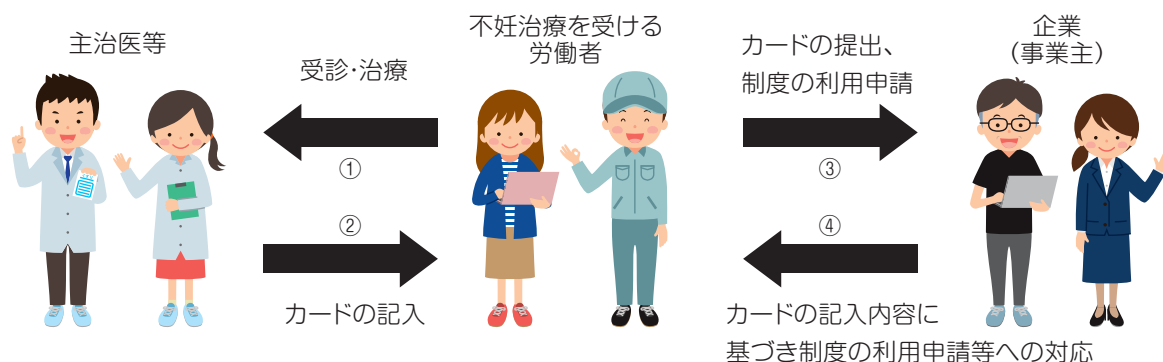 主治医等
受診・治療
①
②
カードの記入
不妊治療を受ける
労働者
カードの提出、
制度の利用申請
③
④
カードの記入内容に
基づき制度の利用申請等への対応
企業
(事業主)